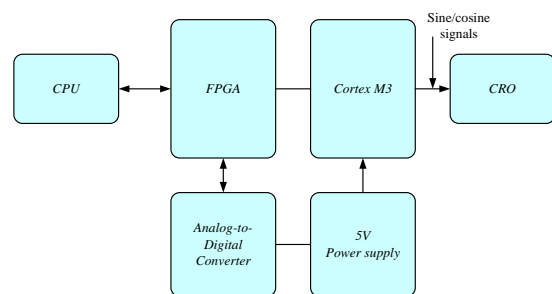 Sine/cosine
signals
CPU
FPGA
Cortex M3
CRO
Analog-to-
Digital
Converter
5V
Power supply